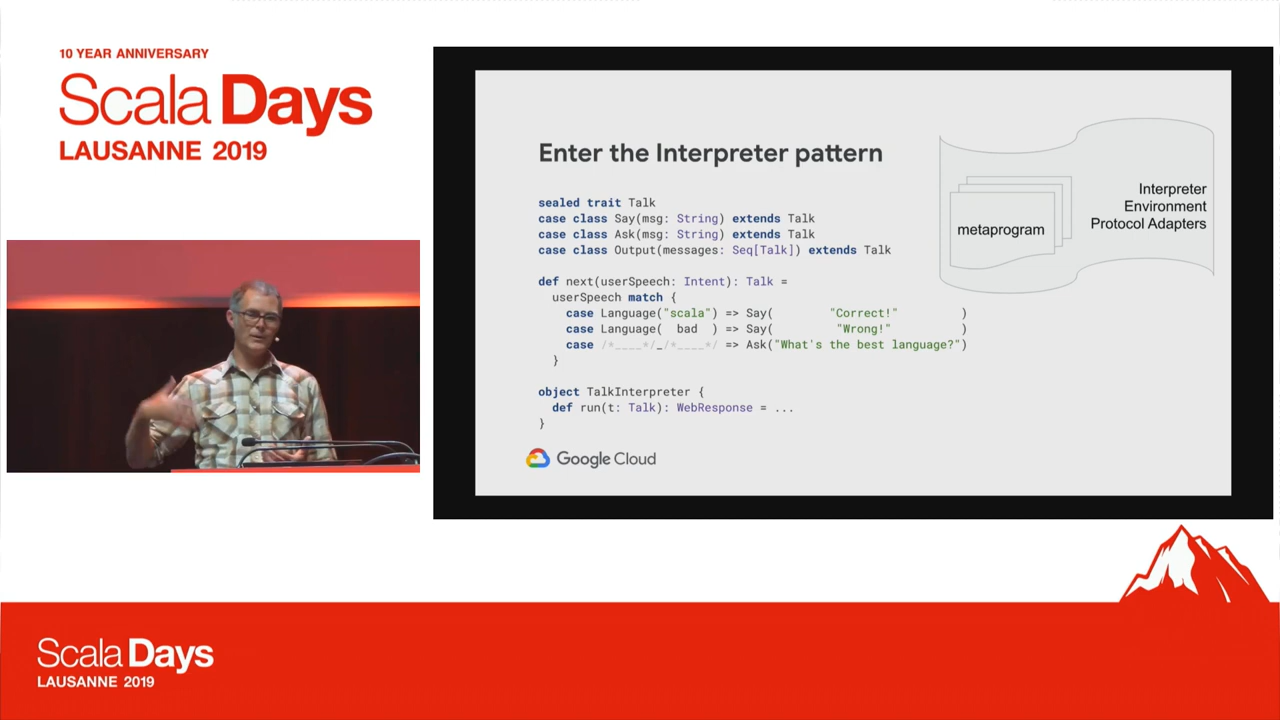 10 YEAR ANNIVERSARY
Scala Days
LAUSANNE 2019
Enter the Interpreter pattern
sealed trait Talk
case class Say(msg: String) extends Talk
case class Ask(msg: String) extends Talk
case class Output(messages: Seq[Talk]) extends Talk
def next(userSpeech: Intent): Talk =
userSpeech match {
case Language("scala") => Say( "Correct!" )
case Language( bad ) => Say( "Wrong!" )
case /*____*/_/*____*/ => Ask("What's the best language?")
}
object TalkInterpreter {
def run(t: Talk): WebResponse = ...
}
metaprogram
Interpreter
Environment
Protocol Adapters
Google Cloud
Scala Days
LAUSANNE 2019